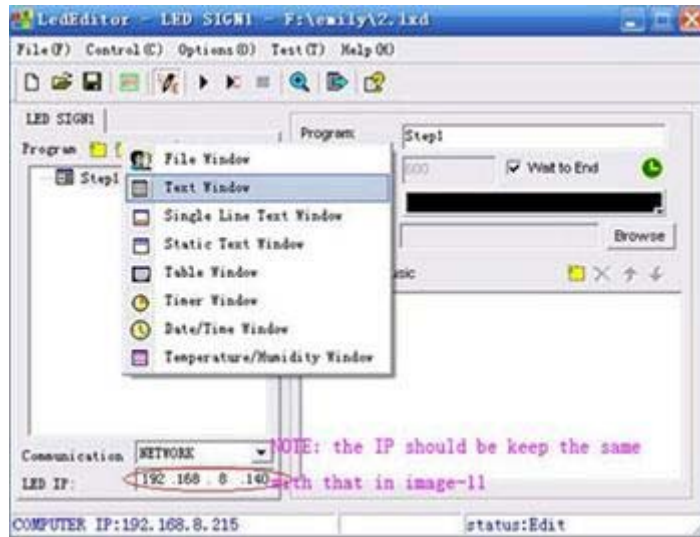 LedEditor - LED SIGN1 - F:\emily\2.lxd
File(F) Control(C) Options(O) Test(T) Help(H)
LED SIGN1
Program
Step1
File Window
Text Window
Single Line Text Window
Static Text Window
Table Window
Timer Window
Date/Time Window
Temperature/Humidity Window
Program: Step1
600 Wait to End
Browse
Communication NETWORK
LED IP: 192 .168 . 8 .140
NOTE: the IP should be keep the same
with that in image-11
COMPUTER IP:192.168.8.215
status:Edit